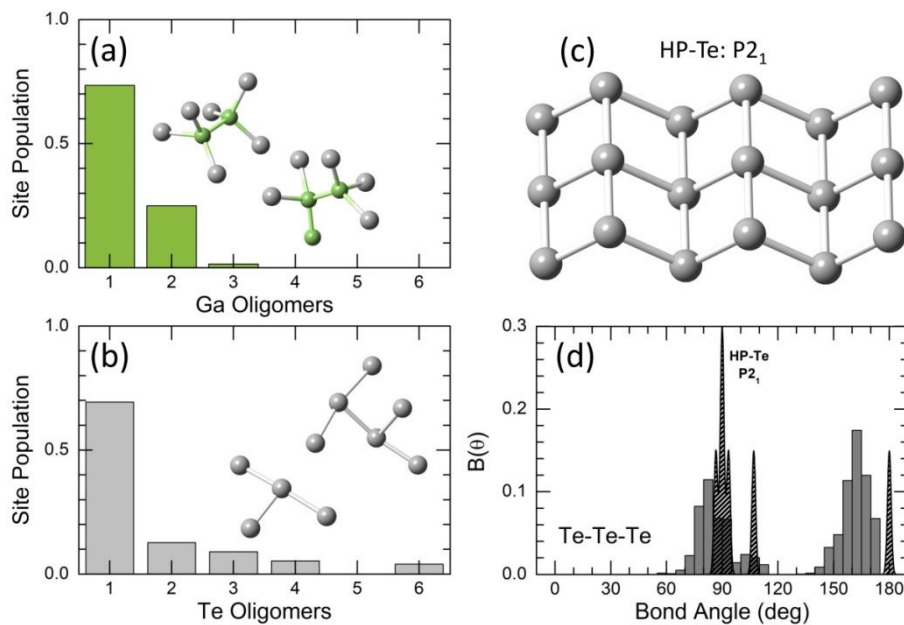 (a)
1.0
0.5
0.0
Site Population
1 2 3 4 5 6
Ga Oligomers
(b)
1.0
0.5
0.0
Site Population
1 2 3 4 5 6
Te Oligomers
(c)
HP-Te: P2₁
(d)
0.3
0.2
0.1
0.0
B(θ)
HP-Te
P2₁
Te-Te-Te
0 30 60 90 120 150 180
Bond Angle (deg)